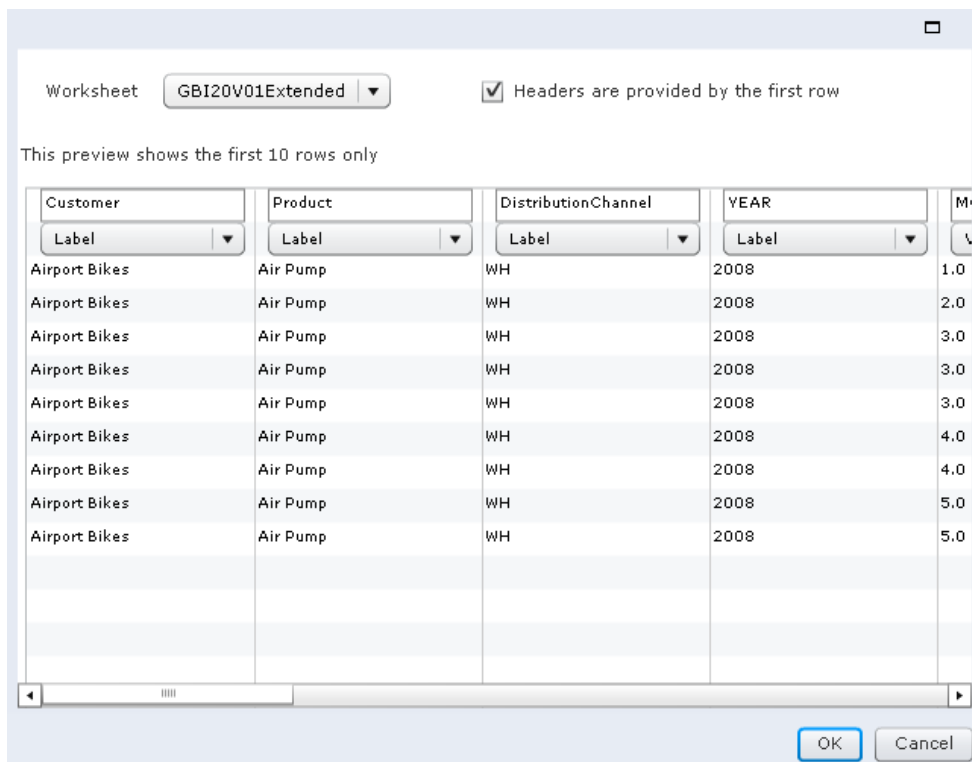 Worksheet GBI20V01Extended Headers are provided by the first row
This preview shows the first 10 rows only
Customer Product DistributionChannel YEAR
Label Label Label Label
Airport Bikes Air Pump WH 2008 1.0
Airport Bikes Air Pump WH 2008 2.0
Airport Bikes Air Pump WH 2008 3.0
Airport Bikes Air Pump WH 2008 3.0
Airport Bikes Air Pump WH 2008 3.0
Airport Bikes Air Pump WH 2008 4.0
Airport Bikes Air Pump WH 2008 4.0
Airport Bikes Air Pump WH 2008 5.0
Airport Bikes Air Pump WH 2008 5.0
OK Cancel